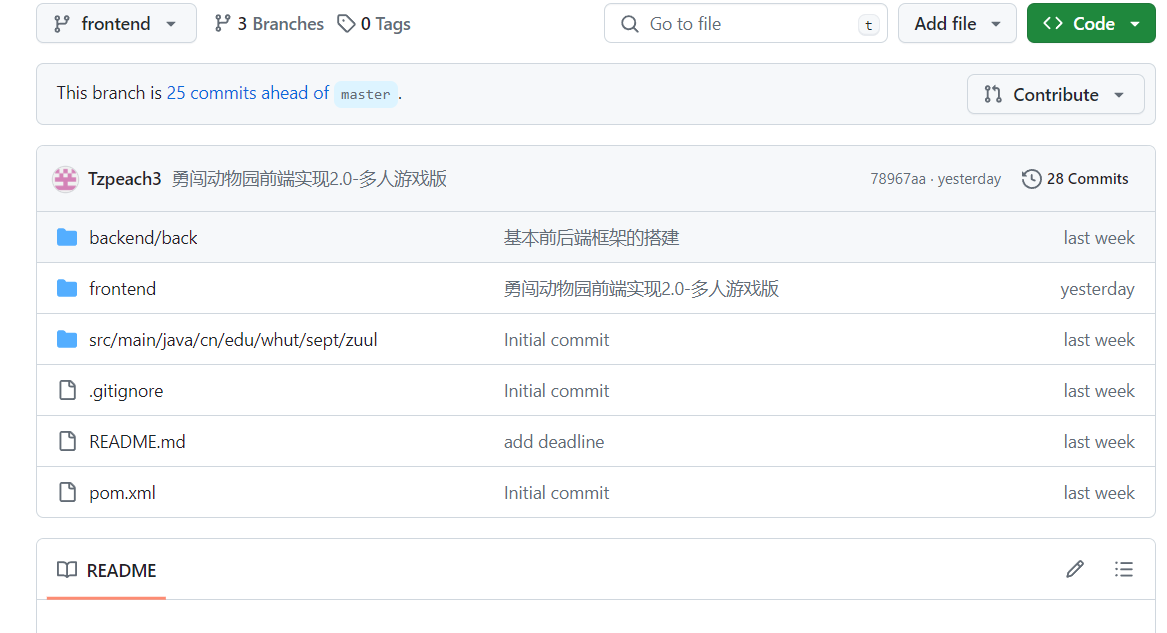 frontend 3 Branches 0 Tags Go to file t Add file Code
This branch is 25 commits ahead of master .
Contribute
Tzpeach3 勇闯动物园前端实现2.0-多人游戏版 78967aa · yesterday 28 Commits
backend/back 基本前后端框架的搭建 last week
frontend 勇闯动物园前端实现2.0-多人游戏版 yesterday
src/main/java/cn/edu/whut/sept/zuul Initial commit last week
.gitignore Initial commit last week
README.md add deadline last week
pom.xml Initial commit last week
README